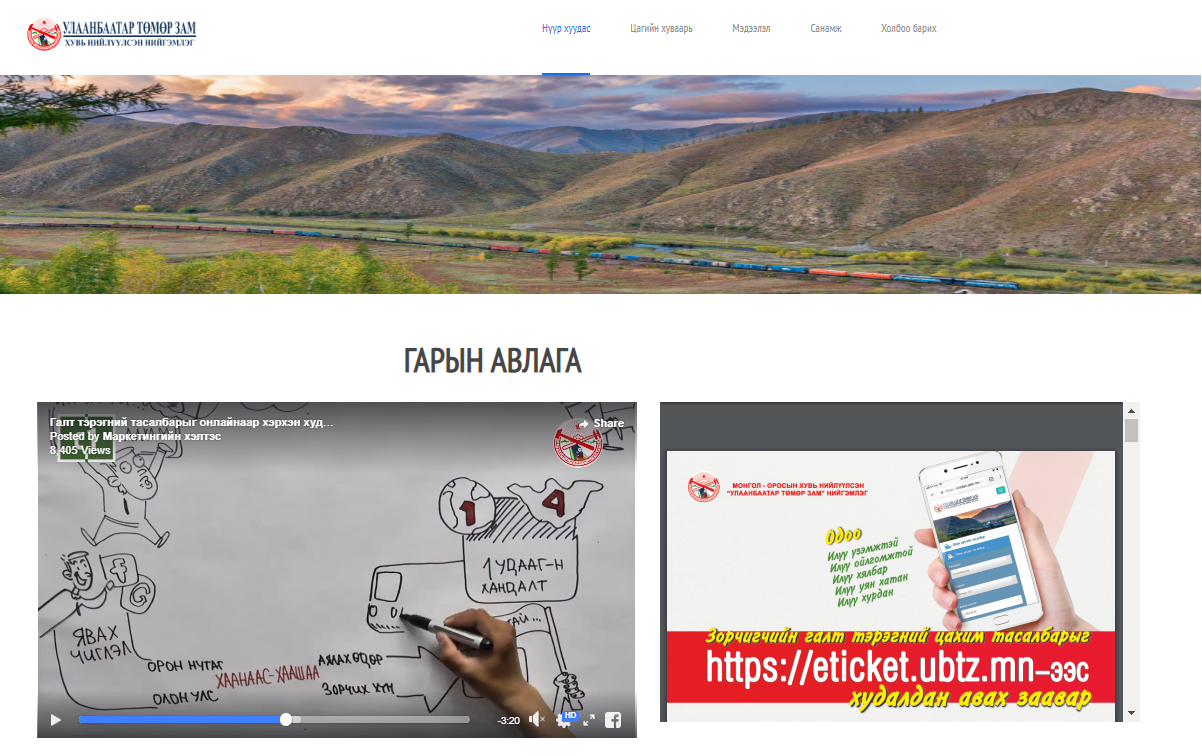 УЛААНБААТАР ТӨМӨР ЗАМ
ХУВЬ НИЙЛҮҮЛСЭН НИЙГЭМЛЭГ
Нүүр хуудас
Цагийн хуваарь
Мэдээлэл
Санамж
Холбоо барих
ГАРЫН АВЛАГА
Галт тэрэгний тасалбарыг онлайнаар хэрхэн худ...
Posted by Маркетингийн хэлтэс
8,405 Views
Share
1
4
1 УДААГ-Н
ХАНДАЛТ
ЯВАХ
ЧИГЛЭЛ
ОРОН НУТАГ
ХААНААС-ХААШАА
ОЛОН УЛС
АЯЛАХ ӨДӨР
ЗОРЧИХ ХҮН
-3:20
HD
МОНГОЛ - ОРОСЫН ХУВЬ НИЙЛҮҮЛСЭН
"УЛААНБААТАР ТӨМӨР ЗАМ" НИЙГЭМЛЭГ
Одоо
Илүү үзэмжтэй
Илүү ойлгомжтой
Илүү хялбар
Илүү уян хатан
Илүү хурдан
Зорчигчийн галт тэрэгний цахим тасалбарыг
https://eticket.ubtz.mn-ээс
худалдан авах заавар